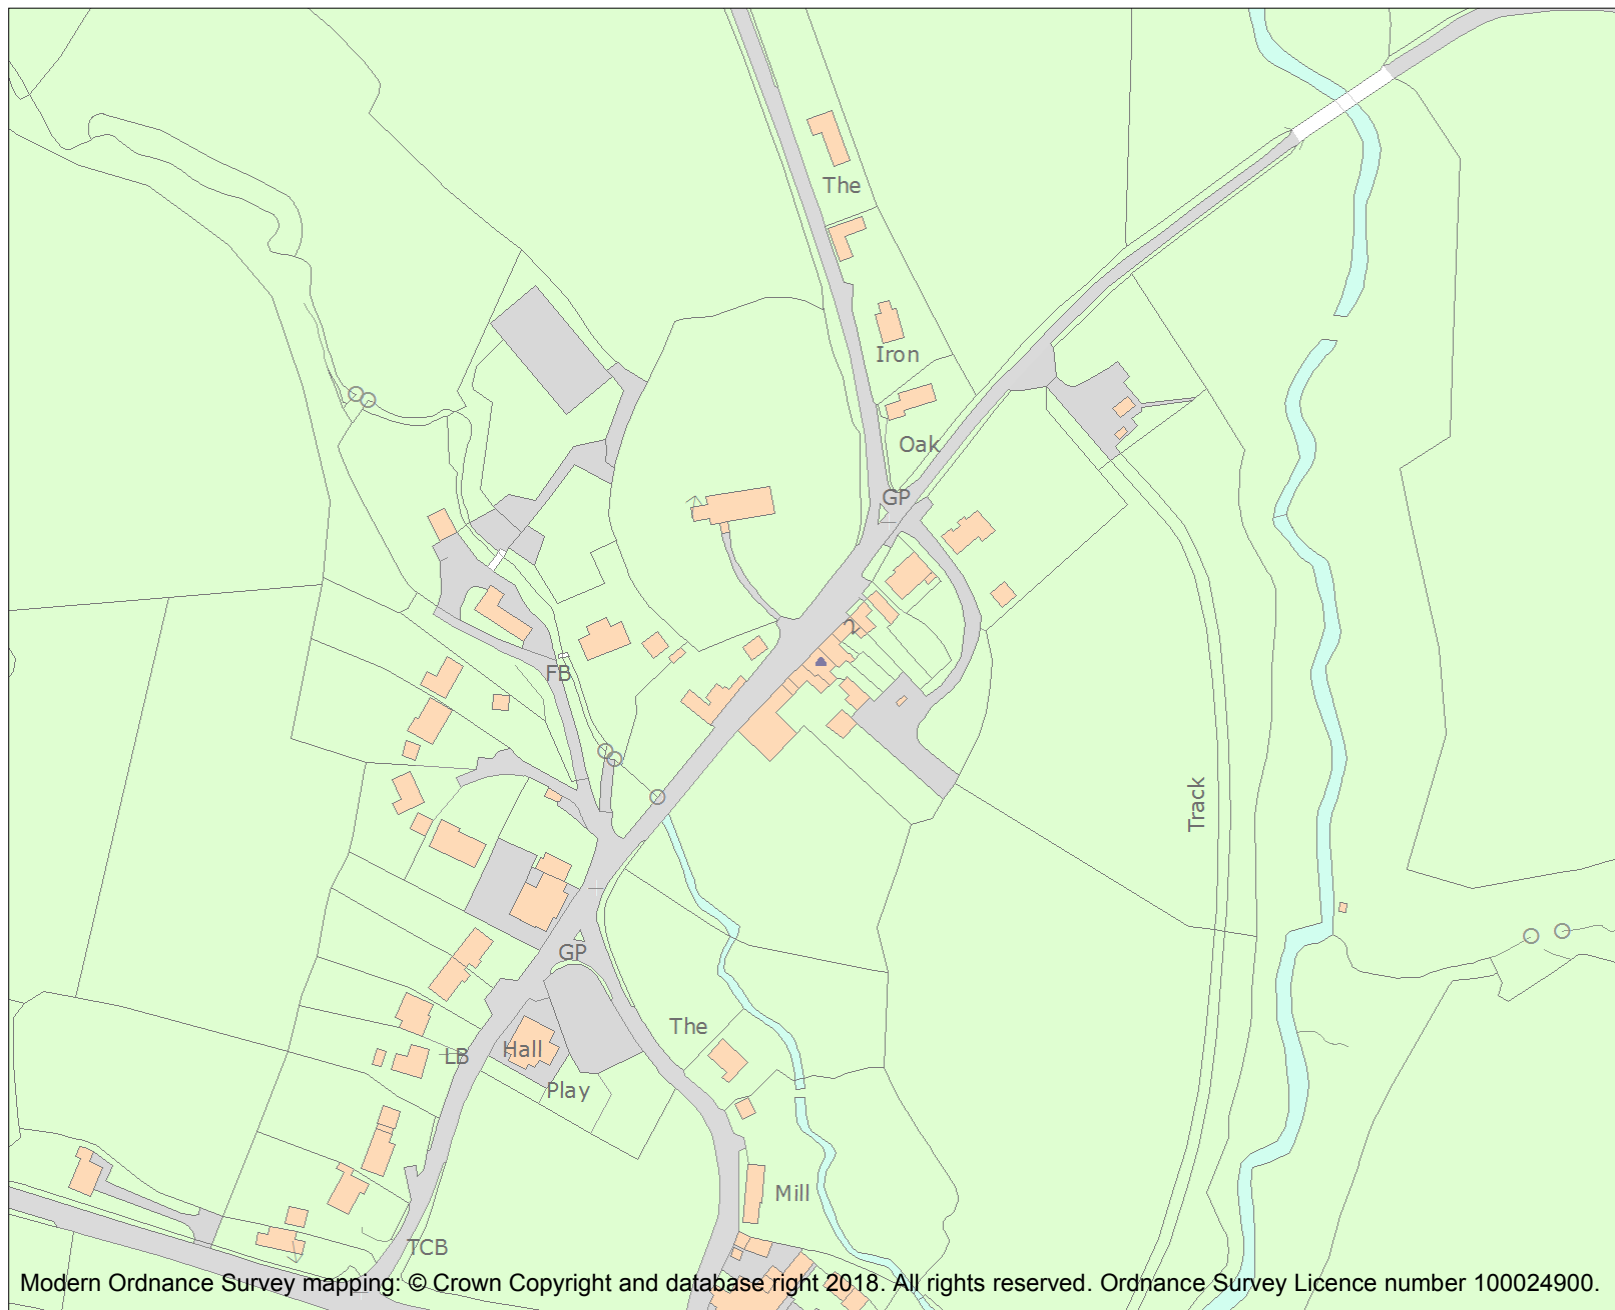 The
Iron
Oak
GP
2
FB
Track
GP
The
LB
Hall
Play
Mill
TCB
Modern Ordnance Survey mapping: © Crown Copyright and database right 2018. All rights reserved. Ordnance Survey Licence number 100024900.